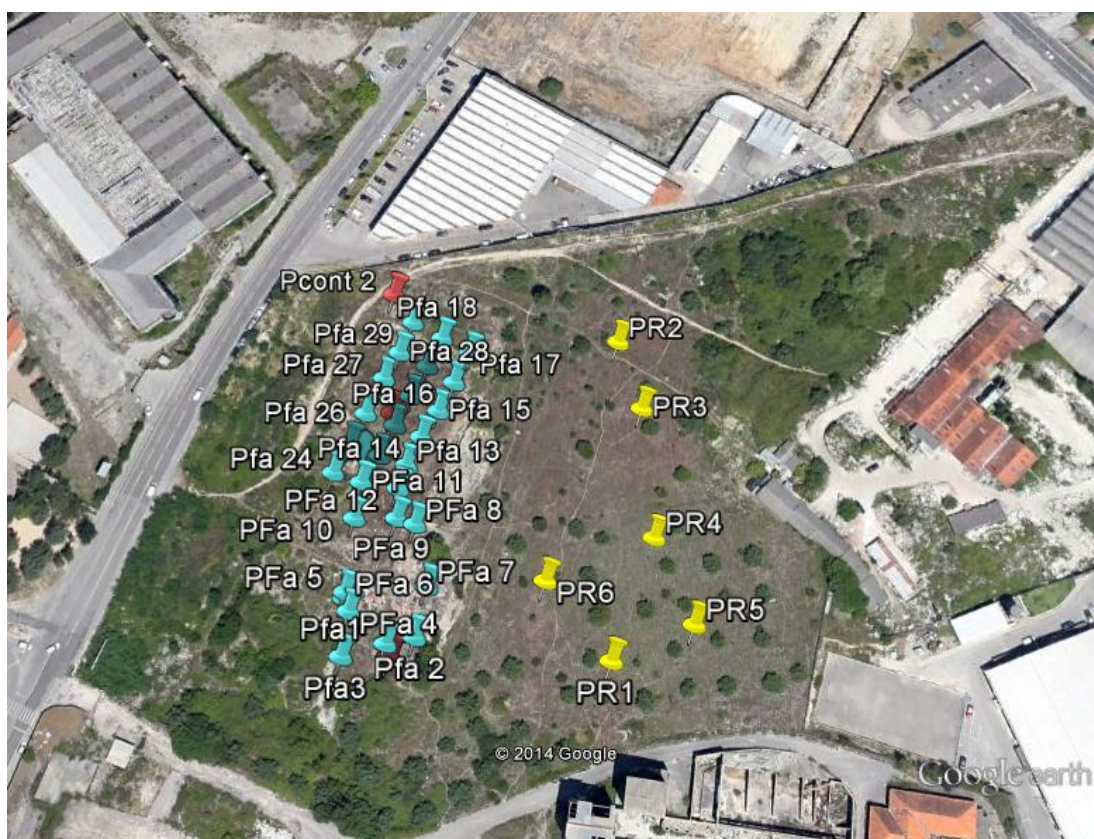 Pcont 2
Pfa 18
Pfa 29
Pfa 28
Pfa 17
Pfa 27
Pfa 16
Pfa 15
Pfa 26
Pfa 14
Pfa 13
Pfa 24
PFa 11
PFa 12
PFa 8
PFa 10
PFa 9
PFa 7
PFa 5
PFa 6
Pfa1
PFa 4
Pfa 2
Pfa3
PR2
PR3
PR4
PR6
PR5
PR1
© 2014 Google
Google earth